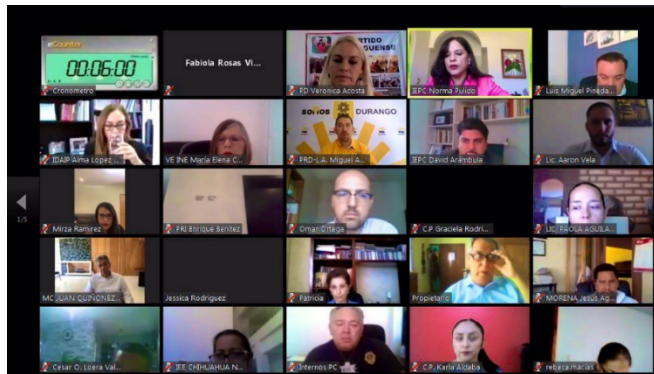 eCounter
00:06:00
Cronometro
Fabiola Rosas Vi...
PARTIDO
PD Veronica Acosta
IEPC Norma Pulido
Luis Miguel Pineda...
IDAIP Alma Lopez
VE INE Maria Elena C...
SOMOS DURANGO
PRD-L.A. Miguel A...
IEPC David Arámbula
Lic. Aaron Vela
1/5
Mirza Ramirez
PRI Enrique Benitez
Omar Ortega
C.P Graciela Rodri...
LIC. PAOLA AGUILA...
MC JUAN QUIÑONEZ...
Jessica Rodriguez
Patricia
Propietario
MORENA Jesus Ag...
Cesar O. Loera Val...
IEE CHIHUAHUA N...
Internos PC
C.P. Karla Aldaba
rebeca.macias